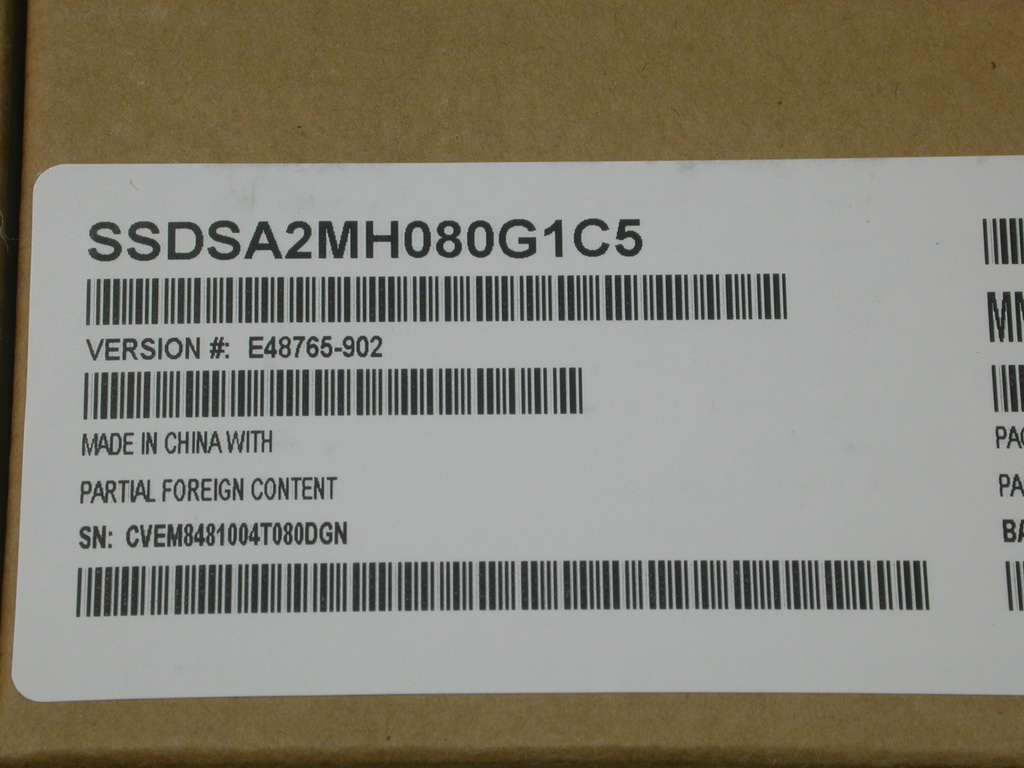 SSDSA2MH080G1C5
VERSION #: E48765-902
MADE IN CHINA WITH
PARTIAL FOREIGN CONTENT
SN: CVEM8481004T080DGN